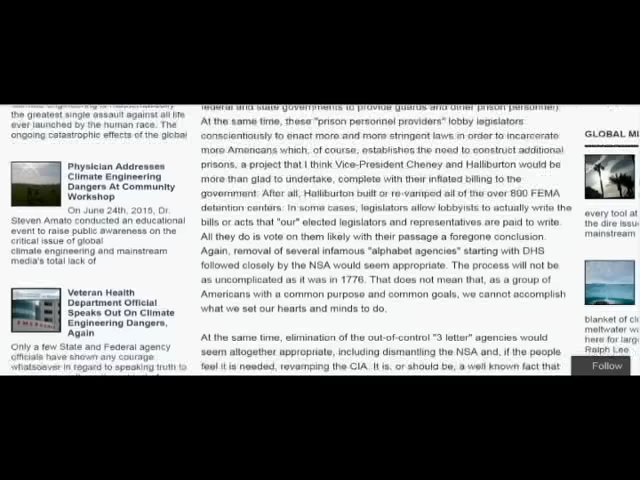 the greatest single assault against all life
ever launched by the human race. The
ongoing catastrophic effects of the global
Physician Addresses
Climate Engineering
Dangers At Community
Workshop
On June 24th, 2015, Dr.
Steven Amato conducted an educational
event to raise public awareness on the
critical issue of global
climate engineering and mainstream
media's total lack of
Veteran Health
Department Official
Speaks Out On Climate
Engineering Dangers,
Again
Only a few State and Federal agency
officials have shown any courage
whatsoever in regard to speaking truth to
federal and state governments to provide guards and other prison personnel)
At the same time, these "prison personnel providers" lobby legislators
conscientiously to enact more and more stringent laws in order to incarcerate
more Americans which, of course, establishes the need to construct additional
prisons, a project that I think Vice-President Cheney and Halliburton would be
more than glad to undertake, complete with their inflated billing to the
government. After all, Halliburton built or re-vamped all of the over 800 FEMA
detention centers. In some cases, legislators allow lobbyists to actually write the
bills or acts that "our" elected legislators and representatives are paid to write.
All they do is vote on them likely with their passage a foregone conclusion.
Again, removal of several infamous "alphabet agencies" starting with DHS
followed closely by the NSA would seem appropriate. The process will not be
as uncomplicated as it was in 1776. That does not mean that, as a group of
Americans with a common purpose and common goals, we cannot accomplish
what we set our hearts and minds to do.
At the same time, elimination of the out-of-control "3 letter" agencies would
seem altogether appropriate, including dismantling the NSA and, if the people
feel it is needed, revamping the CIA. It is, or should be, a well known fact that
GLOBAL MI
every tool at
the dire issu
mainstream
blanket of cl
meltwater w
here for larg
Ralph Lee
Follow